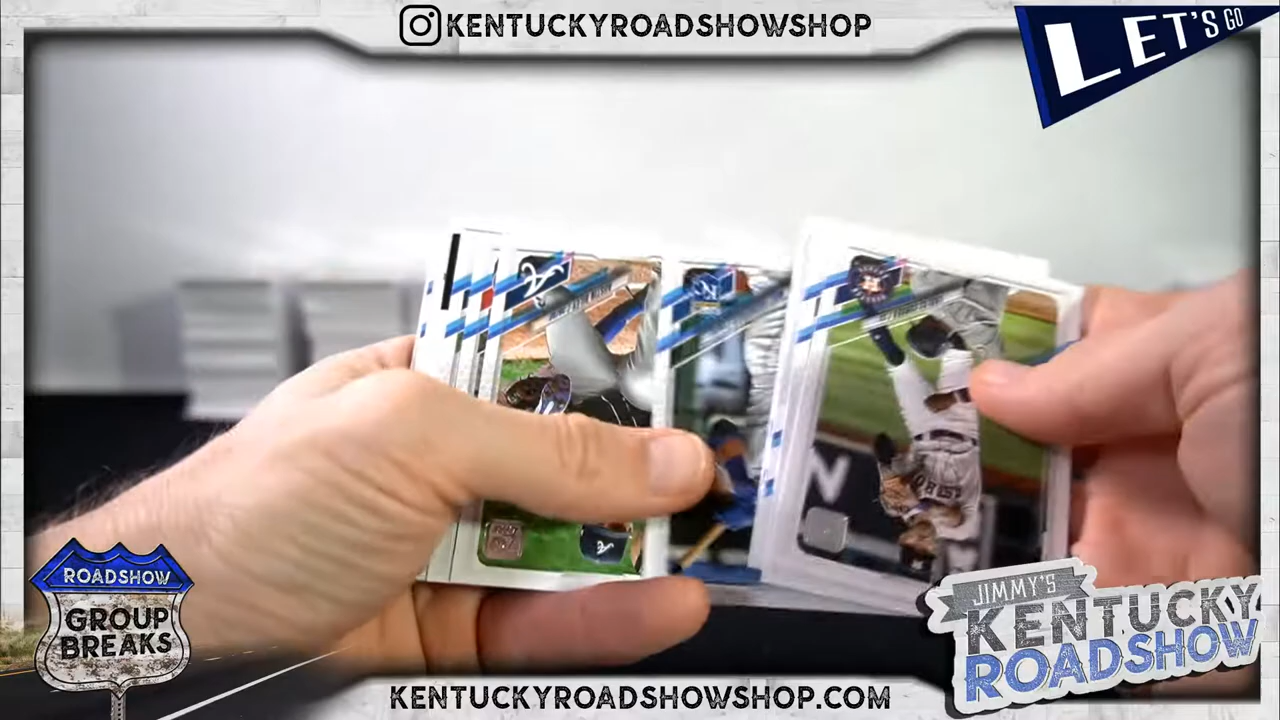 KENTUCKYROADSHOWSHOP
LET'S GO
ROADSHOW
GROUP
BREAKS
JIMMY'S
KENTUCKY
ROADSHOW
KENTUCKYROADSHOWSHOP.COM